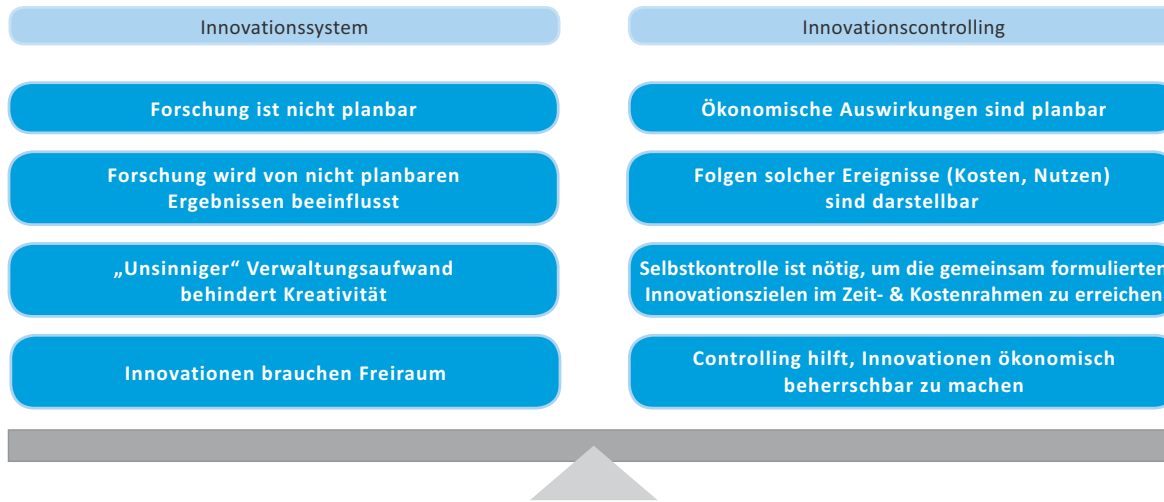 Innovationssystem
Innovationscontrolling
Forschung ist nicht planbar
Ökonomische Auswirkungen sind planbar
Forschung wird von nicht planbaren
Ergebnissen beeinflusst
Folgen solcher Ereignisse (Kosten, Nutzen)
sind darstellbar
„Unsinniger“ Verwaltungsaufwand
behindert Kreativität
Selbstkontrolle ist nötig, um die gemeinsam formulierten
Innovationszielen im Zeit- & Kostenrahmen zu erreichen
Innovationen brauchen Freiraum
Controlling hilft, Innovationen ökonomisch
beherrschbar zu machen